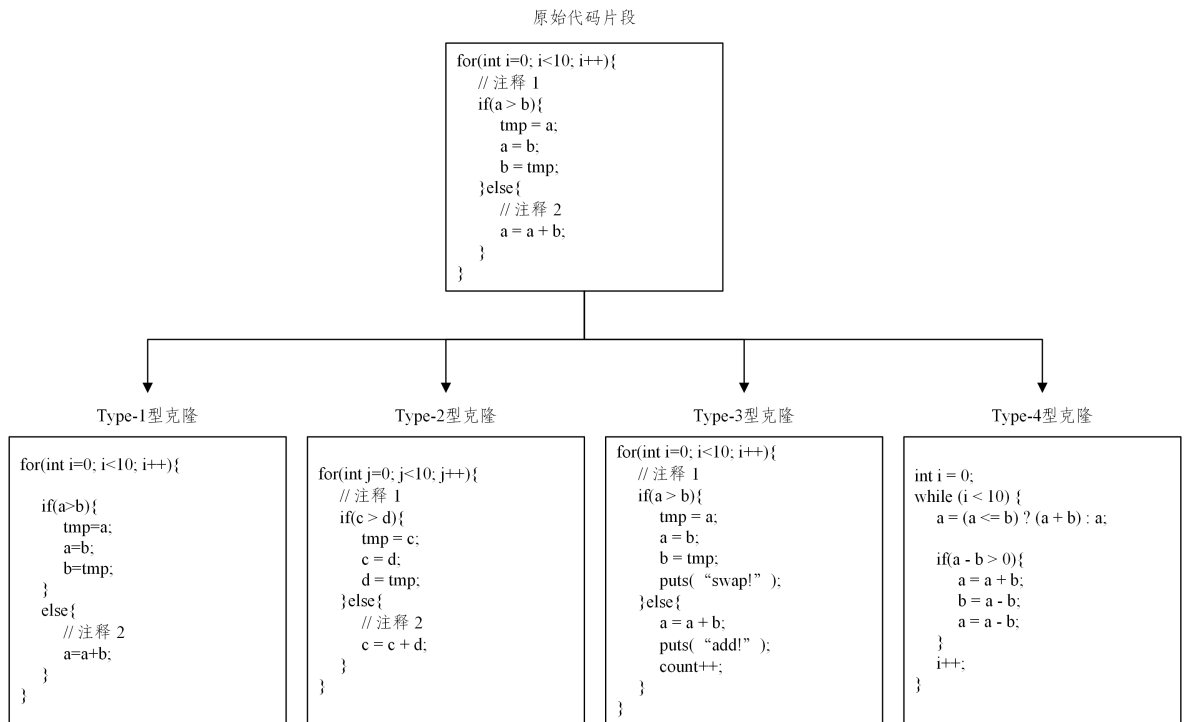 原始代码片段
for(int i=0; i<10; i++){
// 注释 1
if(a > b){
tmp = a;
a = b;
b = tmp;
}else{
// 注释 2
a = a + b;
}
}
Type-1型克隆
for(int i=0; i<10; i++){
if(a>b){
tmp=a;
a=b;
b=tmp;
}
else{
// 注释 2
a=a+b;
}
}
Type-2型克隆
for(int j=0; j<10; j++){
// 注释 1
if(c > d){
tmp = c;
c = d;
d = tmp;
}else{
// 注释 2
c = c + d;
}
}
Type-3型克隆
for(int i=0; i<10; i++){
// 注释 1
if(a > b){
tmp = a;
a = b;
b = tmp;
puts(“swap!”);
}else{
a = a + b;
puts(“add!”);
count++;
}
}
Type-4型克隆
int i = 0;
while (i < 10) {
a = (a <= b) ? (a + b) : a;
if(a - b > 0){
a = a + b;
b = a - b;
a = a - b;
}
i++;
}